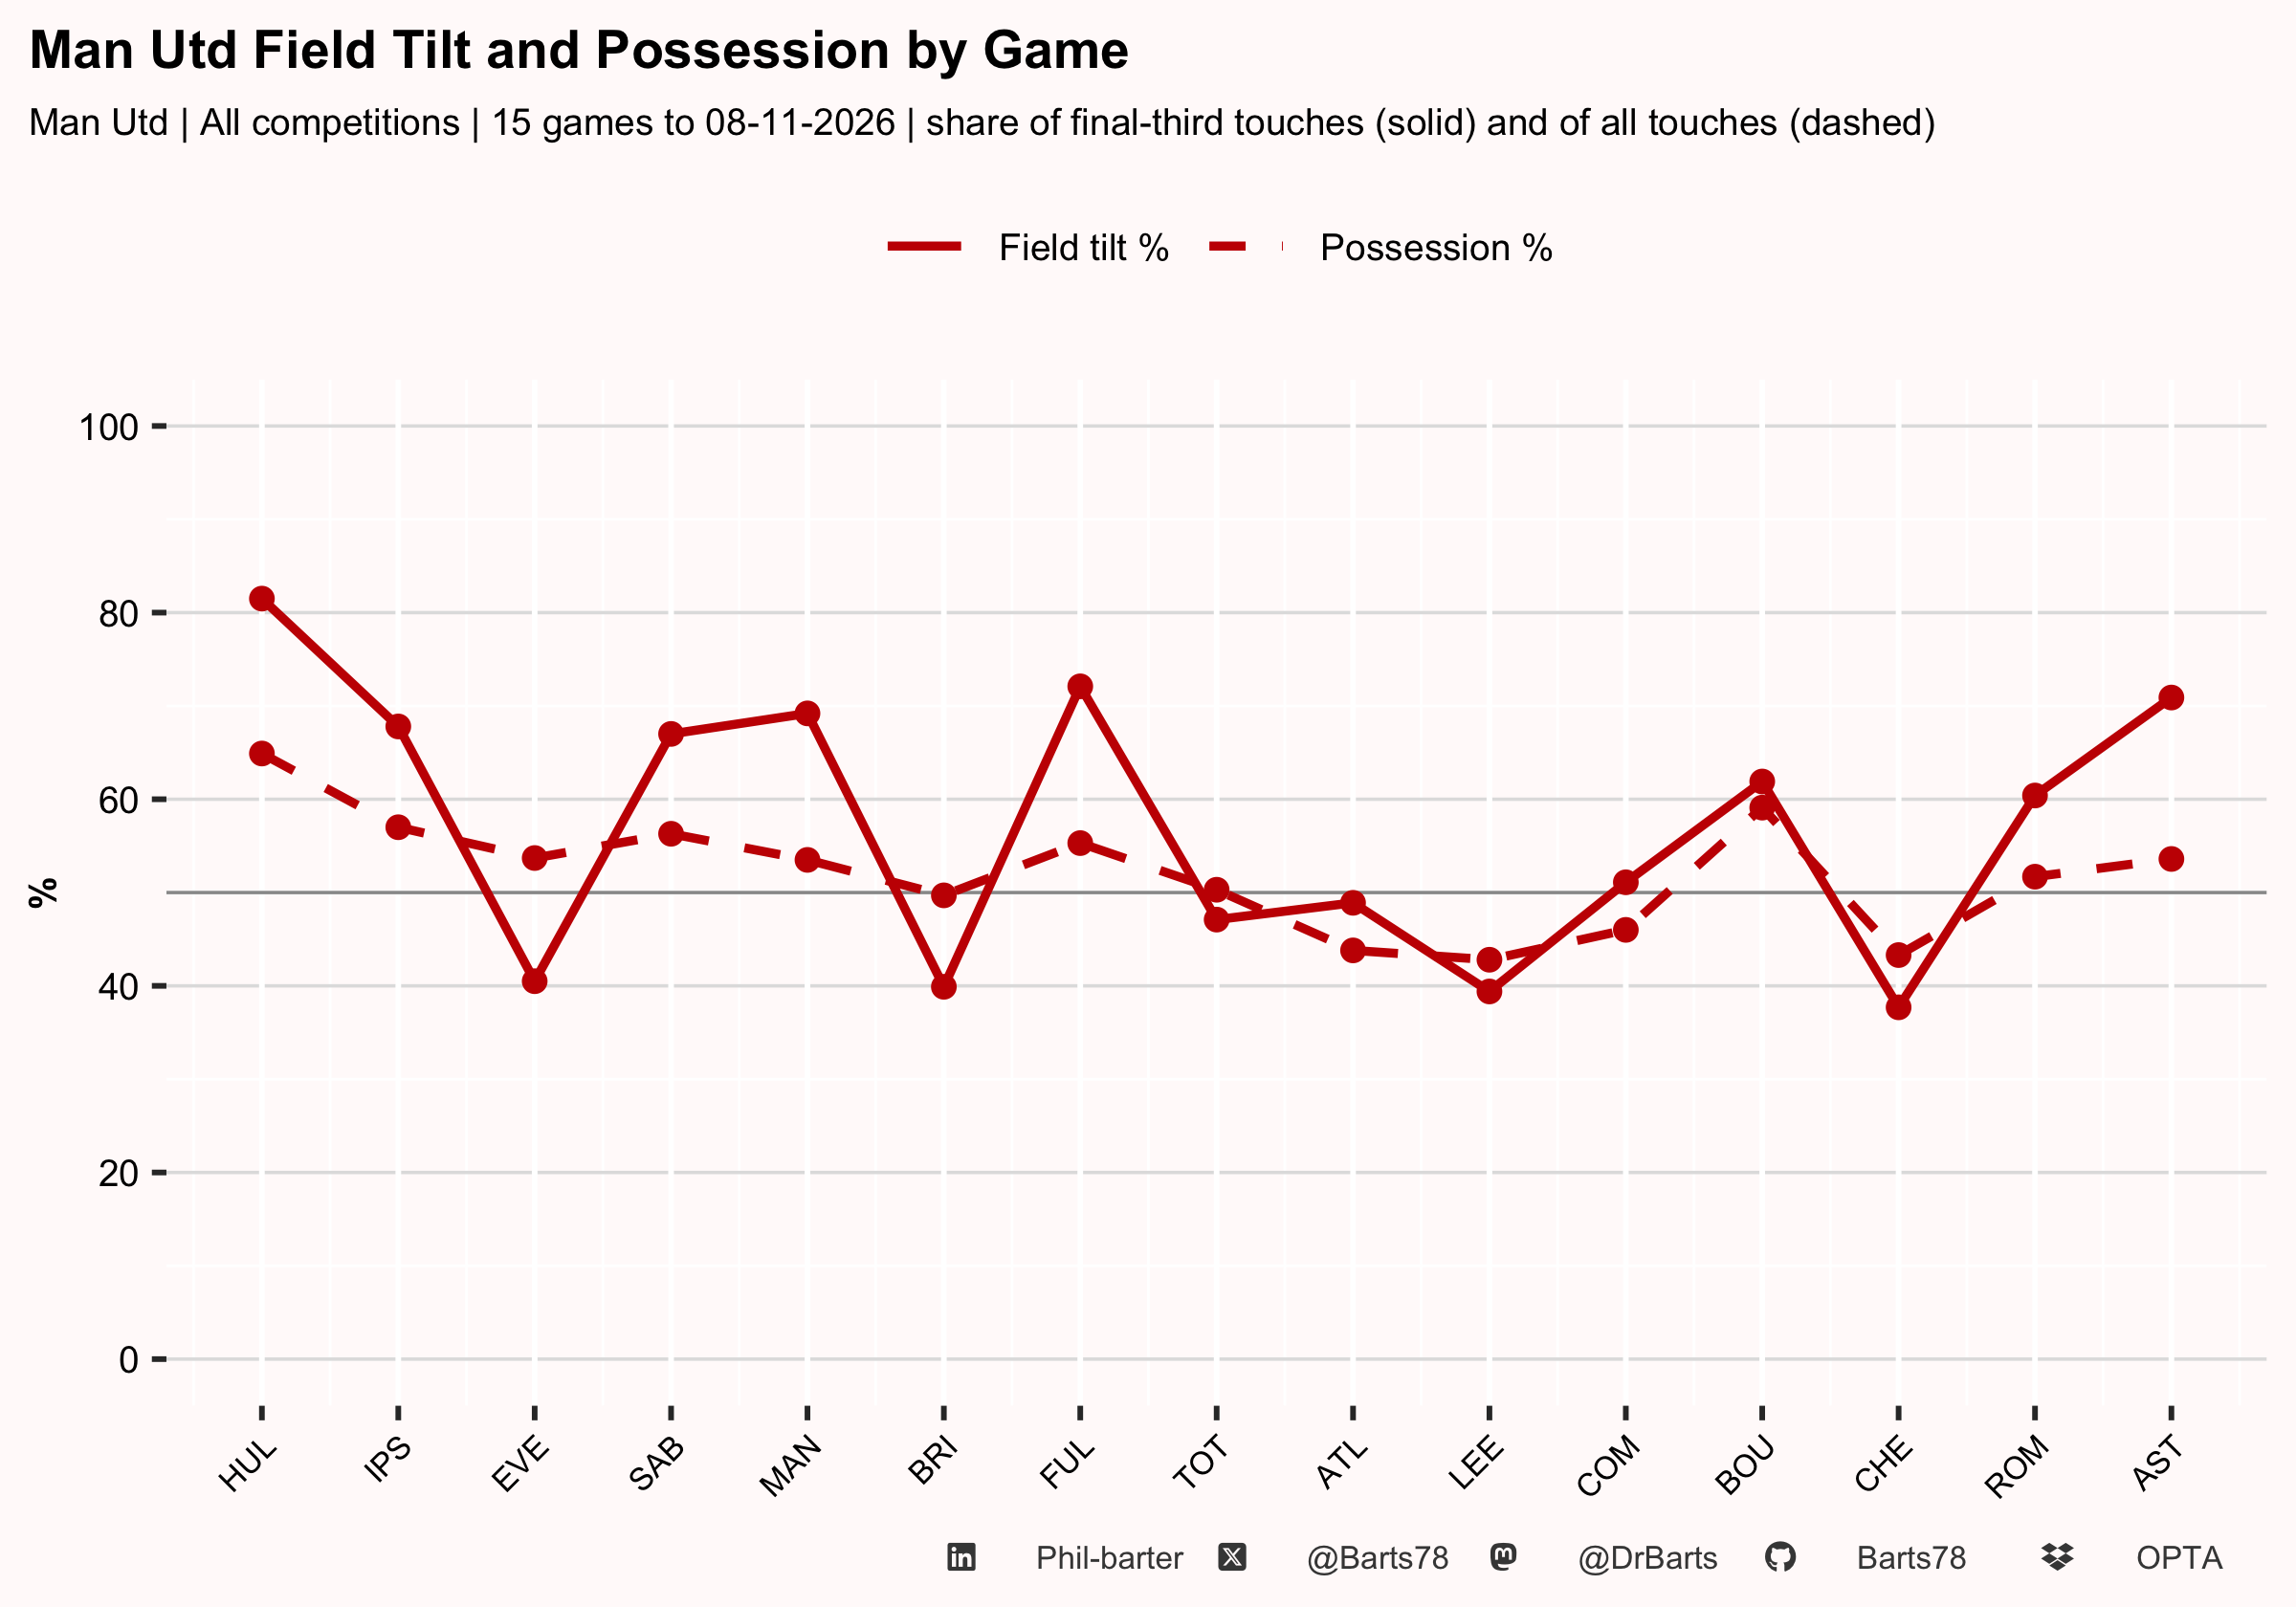 Man Utd Field Tilt and Possession by Game
Man Utd | All competitions | 15 games to 08-11-2026 | share of final-third touches (solid) and of all touches (dashed)
Field tilt % Possession %
100
80
60
40
20
0
%
HUL IPS EVE SAB MAN BRI FUL TOT ATL LEE COM BOU CHE ROM AST
Phil-barter @Barts78 @DrBarts Barts78 OPTA